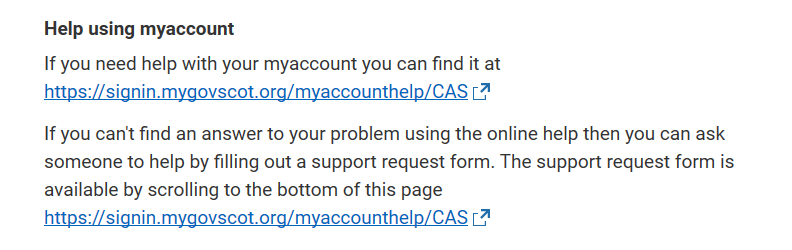 Help using myaccount
If you need help with your myaccount you can find it at
https://signin.mygovscot.org/myaccounthelp/CAS
If you can't find an answer to your problem using the online help then you can ask
someone to help by filling out a support request form. The support request form is
available by scrolling to the bottom of this page
https://signin.mygovscot.org/myaccounthelp/CAS